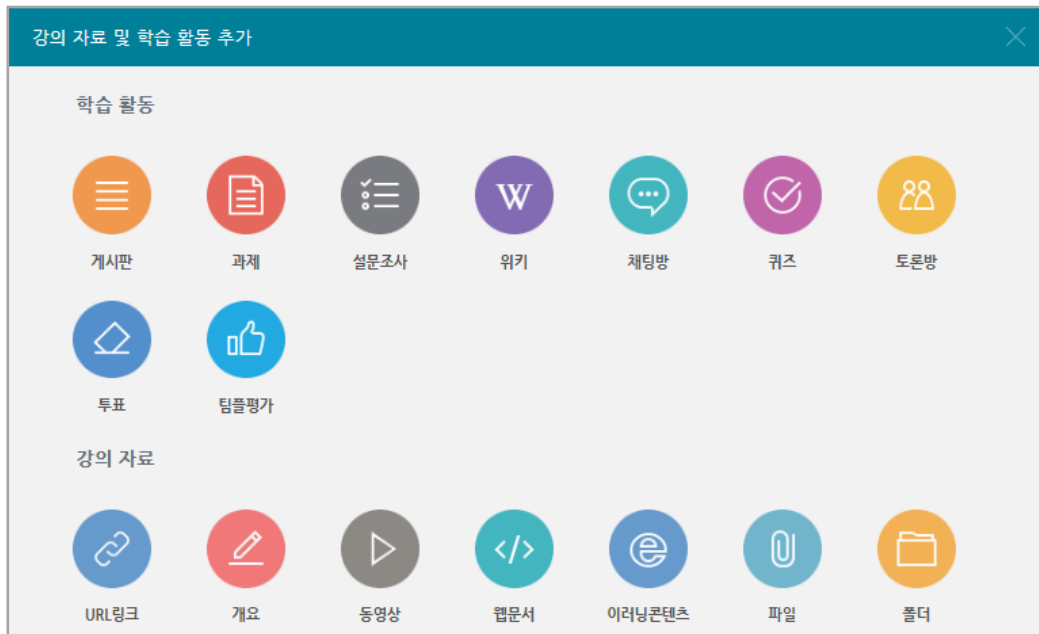 강의 자료 및 학습 활동 추가
학습 활동
게시판 과제 설문조사 위키 채팅방 퀴즈 토론방
투표 팀플평가
강의 자료
URL링크 개요 동영상 웹문서 이러닝콘텐츠 파일 폴더